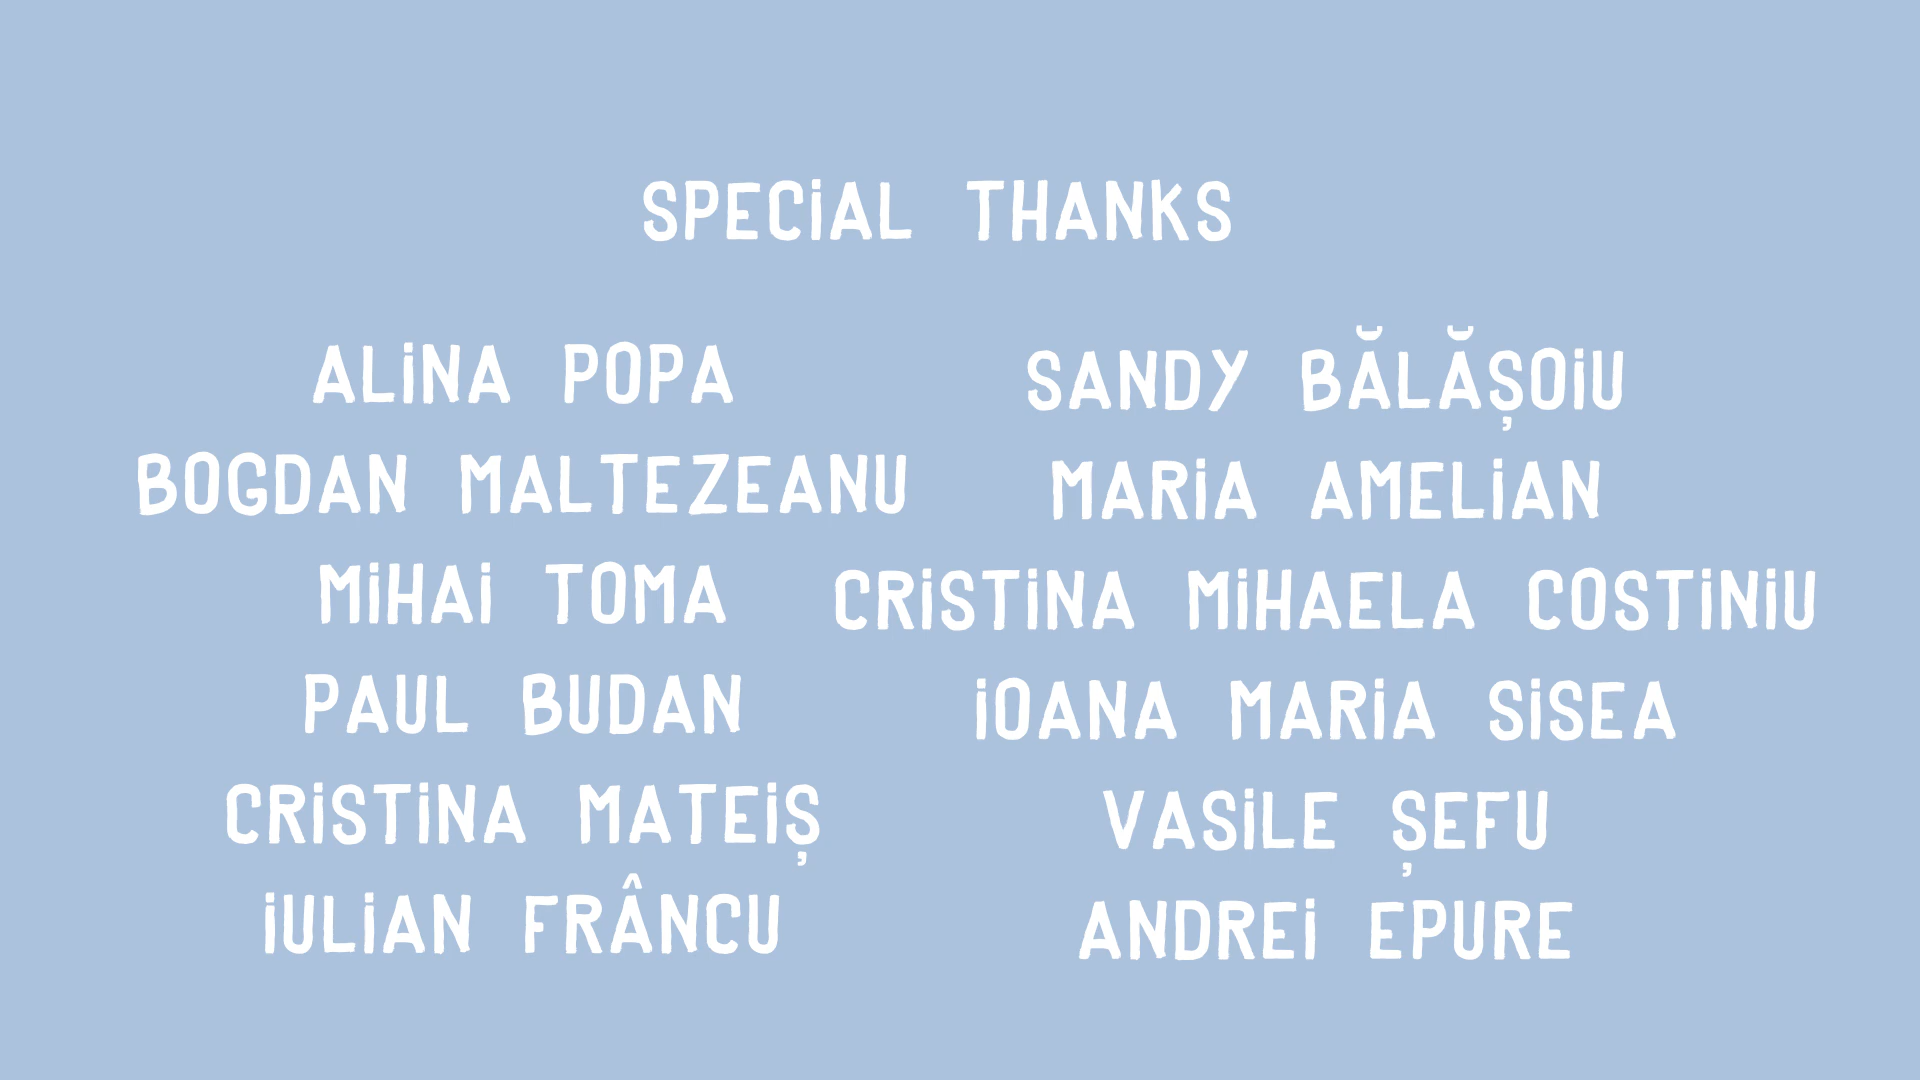 SPECiAL THANKS
ALiNA POPA
BOGDAN MALTEZEANU
MiHAi TOMA
PAUL BUDAN
CRiSTiNA MATEiȘ
iULiAN FRÂNCU
SANDY BĂLĂȘOiU
MARiA AMELiAN
CRiSTiNA MiHAELA COSTiNiU
iOANA MARiA SiSEA
VASiLE ȘEFU
ANDREi EPURE